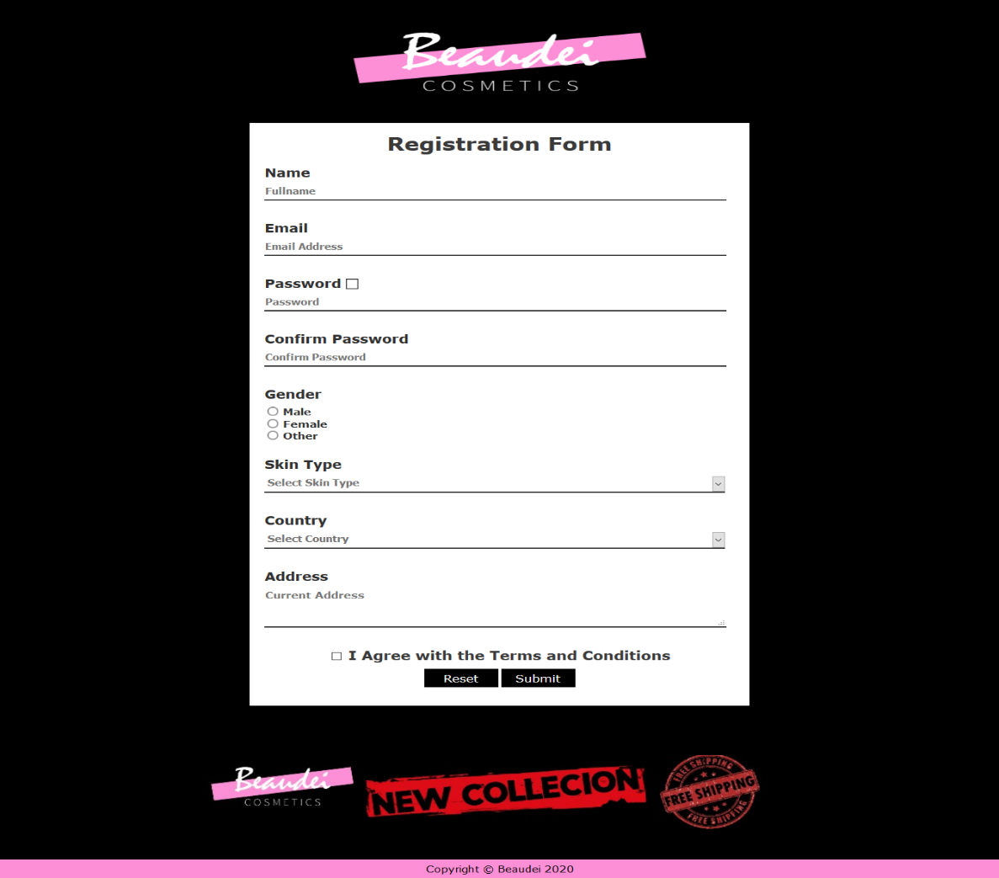 Beaudei
COSMETICS
Registration Form
Name
Fullname
Email
Email Address
Password
Password
Confirm Password
Confirm Password
Gender
Male
Female
Other
Skin Type
Select Skin Type
Country
Select Country
Address
Current Address
I Agree with the Terms and Conditions
Reset Submit
Beaudei
COSMETICS
NEW COLLECION
FREE SHIPPING
FREE SHIPPING
FREE SHIPPING
Copyright © Beaudei 2020